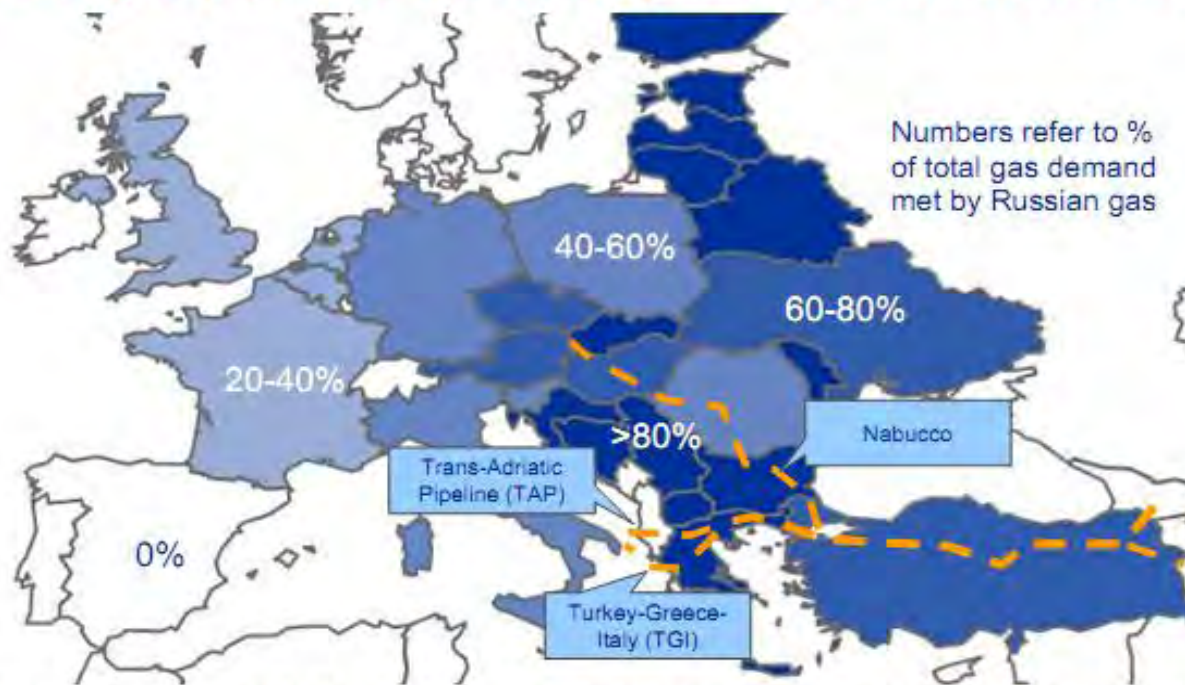 Numbers refer to %
of total gas demand
met by Russian gas
40-60%
60-80%
20-40%
>80%
Nabucco
Trans-Adriatic
Pipeline (TAP)
0%
Turkey-Greece-
Italy (TGI)